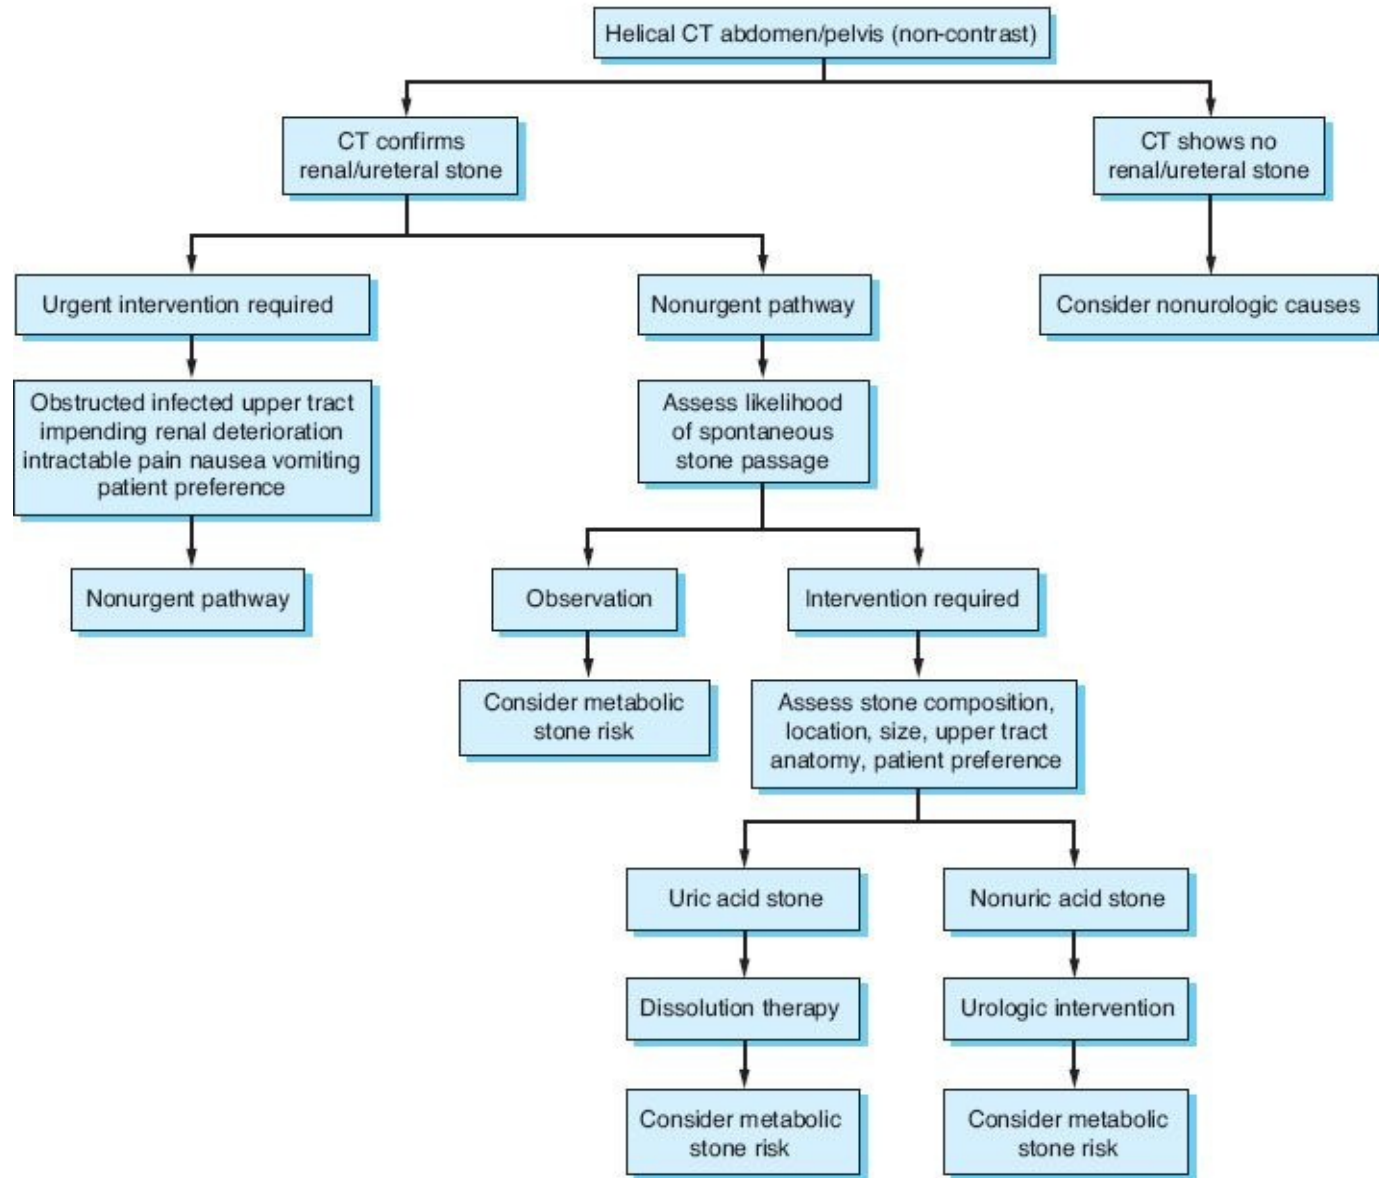 Helical CT abdomen/pelvis (non-contrast)
CT confirms
renal/ureteral stone
CT shows no
renal/ureteral stone
Urgent intervention required
Nonurgent pathway
Consider nonurologic causes
Obstructed infected upper tract
impending renal deterioration
intractable pain nausea vomiting
patient preference
Assess likelihood
of spontaneous
stone passage
Nonurgent pathway
Observation
Intervention required
Consider metabolic
stone risk
Assess stone composition,
location, size, upper tract
anatomy, patient preference
Uric acid stone
Nonuric acid stone
Dissolution therapy
Urologic intervention
Consider metabolic
stone risk
Consider metabolic
stone risk